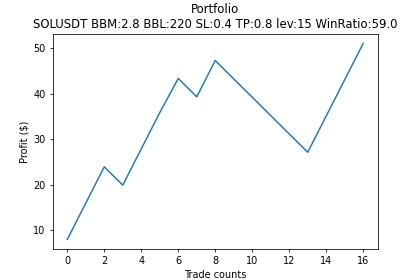 Portfolio
SOLUSDT BBM:2.8 BBL:220 SL:0.4 TP:0.8 lev:15 WinRatio:59.0
50
40
30
20
10
Profit ($)
0 2 4 6 8 10 12 14 16
Trade counts